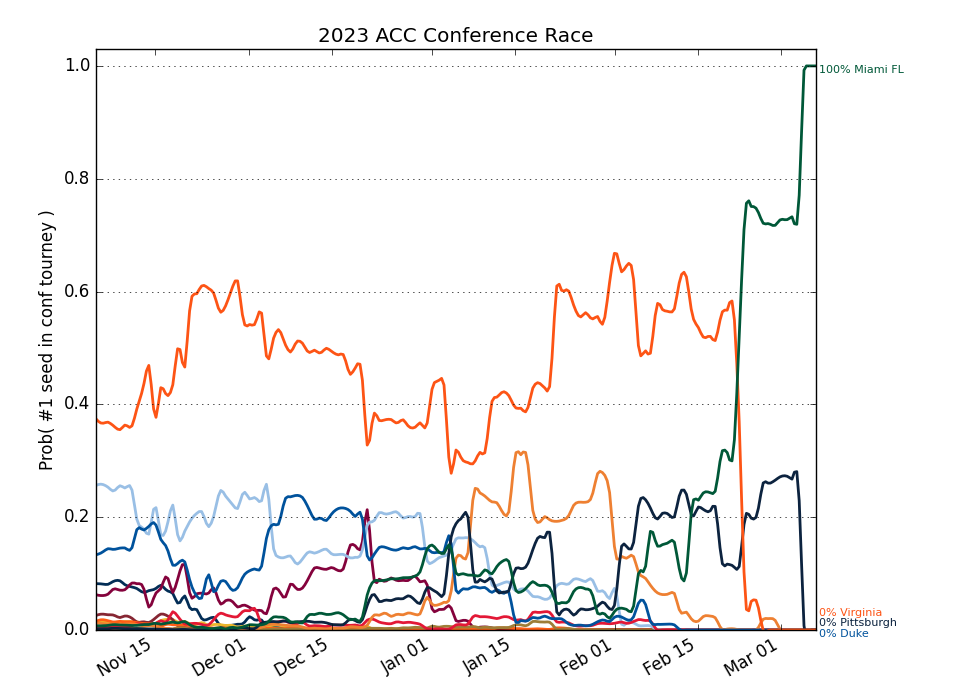 2023 ACC Conference Race
Prob( #1 seed in conf tourney )
1.0
0.8
0.6
0.4
0.2
0.0
Nov 15
Dec 01
Dec 15
Jan 01
Jan 15
Feb 01
Feb 15
Mar 01
100% Miami FL
0% Virginia
0% Pittsburgh
0% Duke